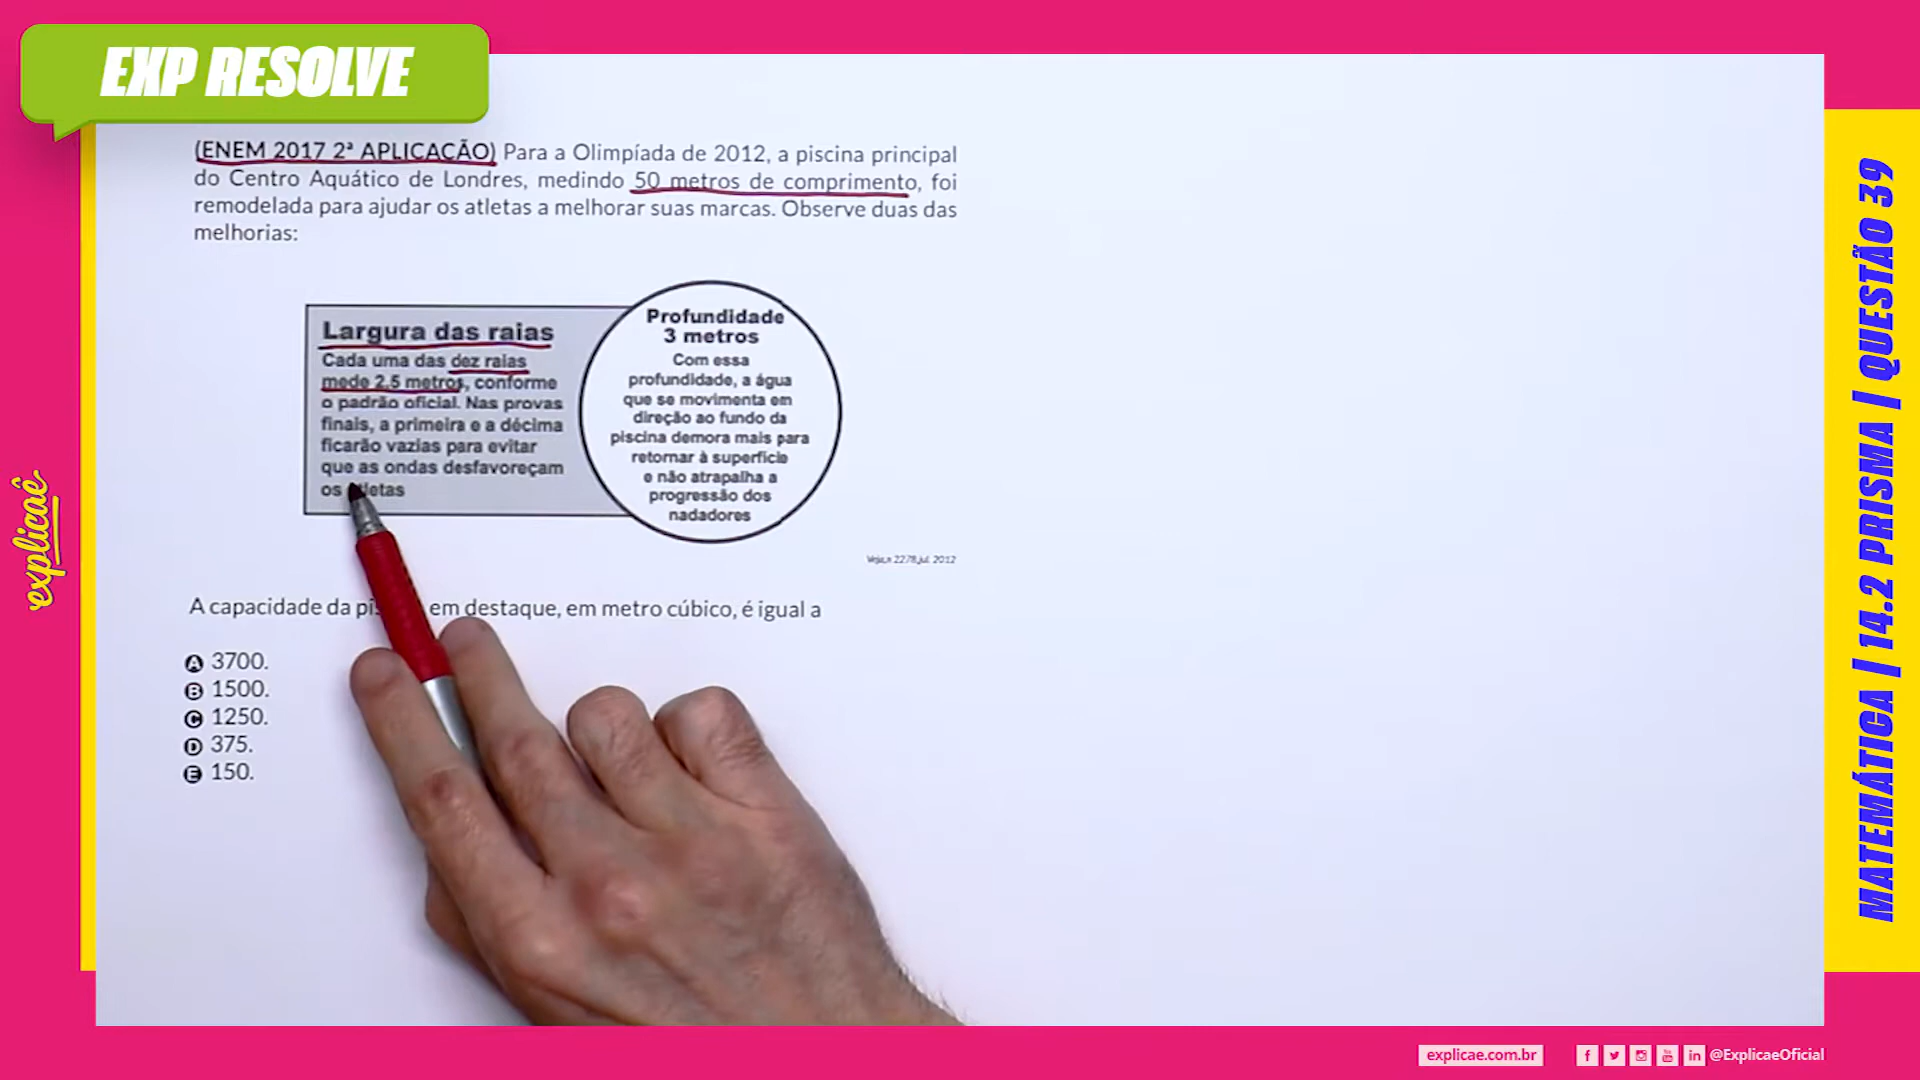 EXP RESOLVE
(ENEM 2017 2ª APLICAÇÃO) Para a Olimpíada de 2012, a piscina principal
do Centro Aquático de Londres, medindo 50 metros de comprimento, foi
remodelada para ajudar os atletas a melhorar suas marcas. Observe duas das
melhorias:
Largura das raias
Cada uma das dez raias
mede 2,5 metros, conforme
o padrão oficial. Nas provas
finais, a primeira e a décima
ficarão vazias para evitar
que as ondas desfavoreçam
os atletas
Profundidade
3 metros
Com essa
profundidade, a água
que se movimenta em
direção ao fundo da
piscina demora mais para
retornar à superfície
e não atrapalha a
progressão dos
nadadores
Veja,n 2278,jul. 2012
A capacidade da em destaque, em metro cúbico, é igual a
A 3700.
B 1500.
C 1250.
D 375.
E 150.
explicaê
MATEMÁTICA | 14.2 PRISMA | QUESTÃO 39
explicae.com.br
@ExplicaeOficial